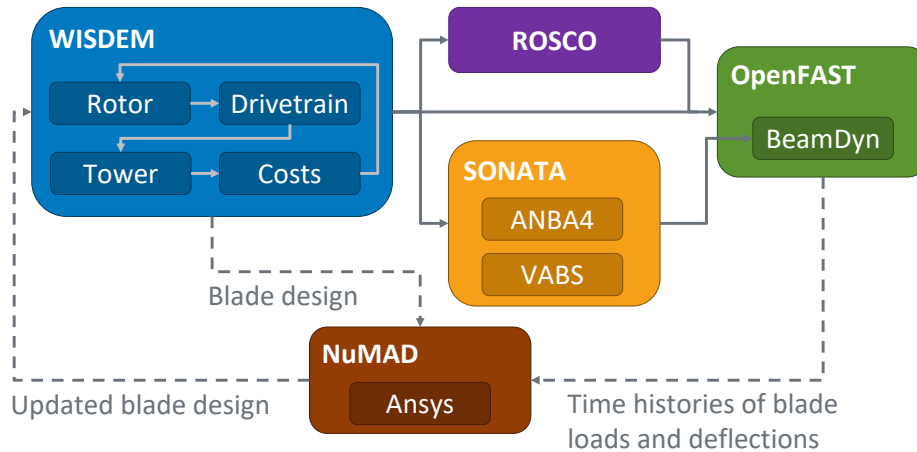 WISDEM
Rotor
Drivetrain
Tower
Costs
ROSCO
OpenFAST
BeamDyn
SONATA
ANBA4
VABS
Blade design
NuMAD
Ansys
Updated blade design
Time histories of blade
loads and deflections